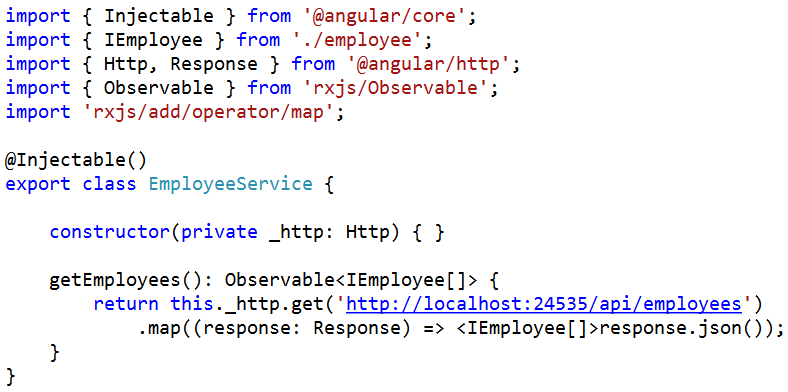 import { Injectable } from '@angular/core';
import { IEmployee } from './employee';
import { Http, Response } from '@angular/http';
import { Observable } from 'rxjs/Observable';
import 'rxjs/add/operator/map';

@Injectable()
export class EmployeeService {

    constructor(private _http: Http) { }

    getEmployees(): Observable<IEmployee[]> {
        return this._http.get('http://localhost:24535/api/employees')
            .map((response: Response) => <IEmployee[]>response.json());
    }
}